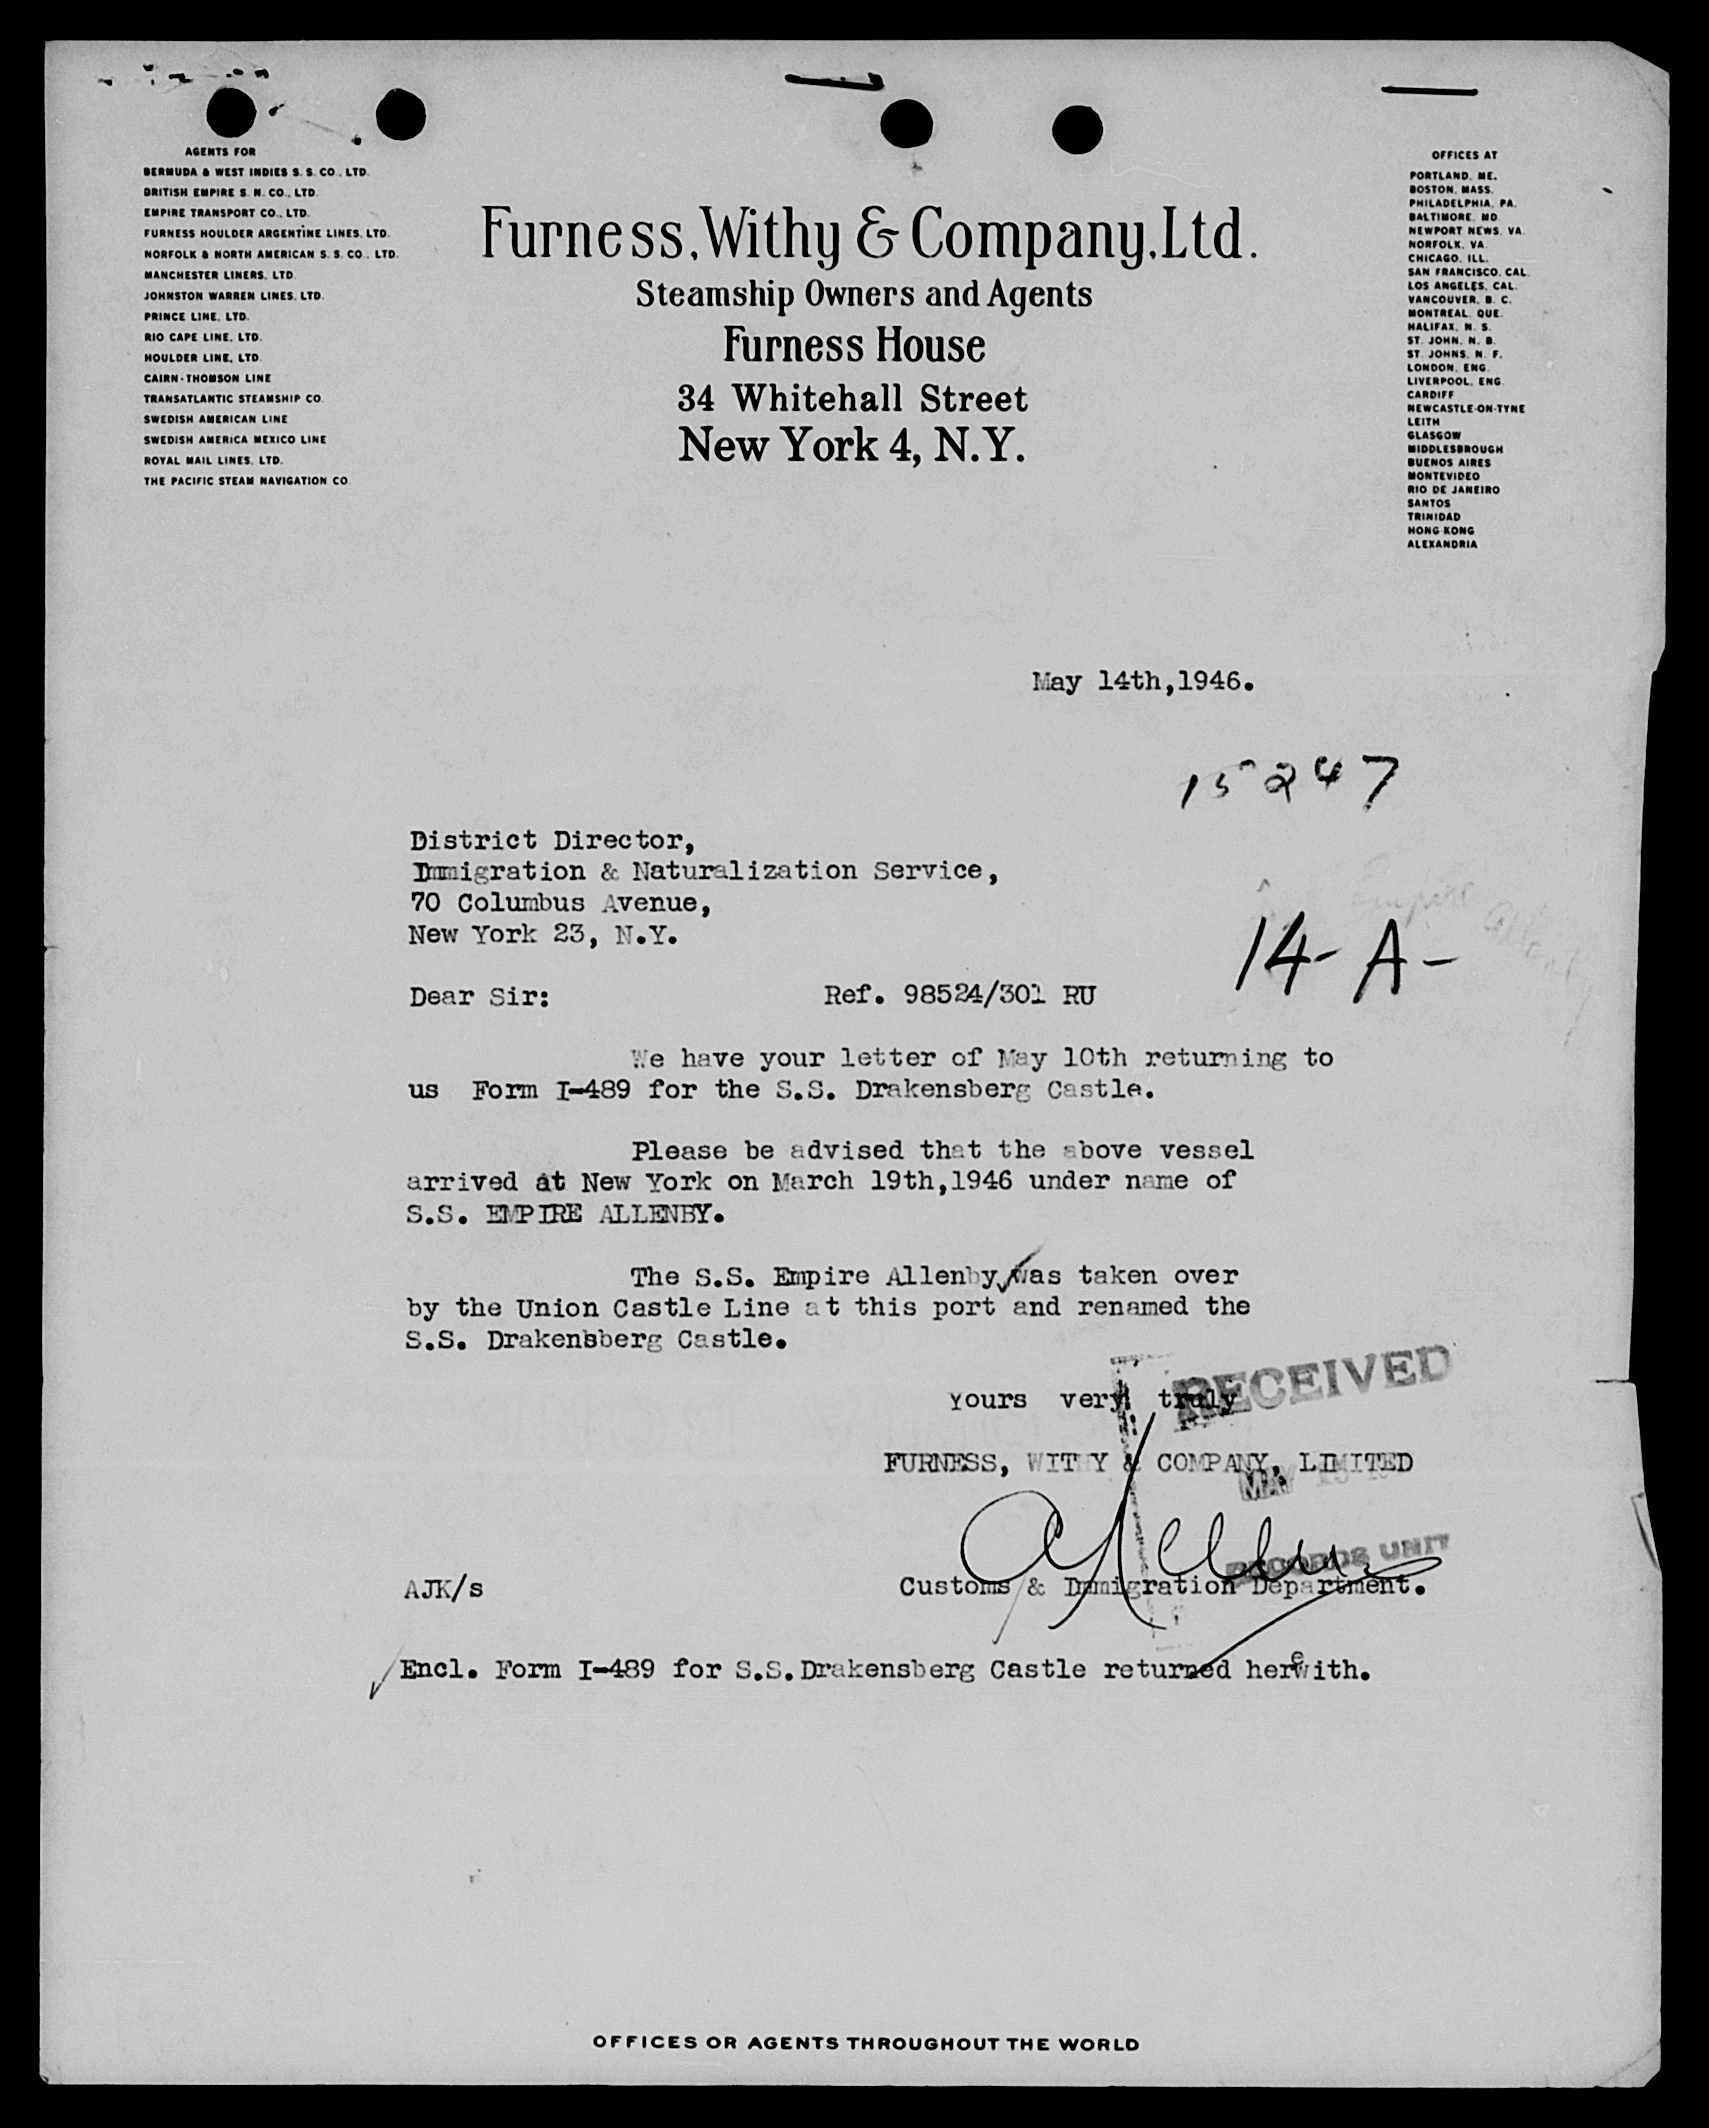 AGENTS FOR
BERMUDA & WEST INDIES S. S. CO., LTD.
BRITISH EMPIRE S. N. CO., LTD.
EMPIRE TRANSPORT CO., LTD.
FURNESS HOULDER ARGENTINE LINES, LTD.
NORFOLK & NORTH AMERICAN S. S. CO., LTD.
MANCHESTER LINERS, LTD.
JOHNSTON WARREN LINES, LTD.
PRINCE LINE, LTD.
RIO CAPE LINE, LTD.
HOULDER LINE, LTD.
CAIRN-THOMSON LINE
TRANSATLANTIC STEAMSHIP CO.
SWEDISH AMERICAN LINE
SWEDISH AMERICA MEXICO LINE
ROYAL MAIL LINES, LTD.
THE PACIFIC STEAM NAVIGATION CO.
Furness, Withy & Company, Ltd.
Steamship Owners and Agents
Furness House
34 Whitehall Street
New York 4, N.Y.
OFFICES AT
PORTLAND, ME.
BOSTON, MASS.
PHILADELPHIA, PA.
BALTIMORE, MD.
NEWPORT NEWS, VA.
NORFOLK, VA.
CHICAGO, ILL.
SAN FRANCISCO, CAL.
LOS ANGELES, CAL.
VANCOUVER, B. C.
MONTREAL, QUE.
HALIFAX, N. S.
ST. JOHN, N. B.
ST. JOHNS, N. F.
LONDON, ENG.
LIVERPOOL, ENG.
CARDIFF
NEWCASTLE-ON-TYNE
LEITH
GLASGOW
MIDDLESBROUGH
BUENOS AIRES
MONTEVIDEO
RIO DE JANEIRO
SANTOS
TRINIDAD
HONG KONG
ALEXANDRIA
May 14th,1946.
15247
District Director,
Immigration & Naturalization Service,
70 Columbus Avenue,
New York 23, N.Y.
Empire Allenby
14-A-
Dear Sir: Ref. 98524/301 RU
We have your letter of May 10th returning to
us Form I-489 for the S.S. Drakensberg Castle.
Please be advised that the above vessel
arrived at New York on March 19th,1946 under name of
S.S. EMPIRE ALLENBY.
The S.S. Empire Allenby was taken over
by the Union Castle Line at this port and renamed the
S.S. Drakensberg Castle.
RECEIVED
Yours very truly
FURNESS, WITHY & COMPANY, LIMITED
MAY
RECORDS UNIT
AJK/s Customs & Immigration Department.
Encl. Form I-489 for S.S.Drakensberg Castle returned herewith.
OFFICES OR AGENTS THROUGHOUT THE WORLD